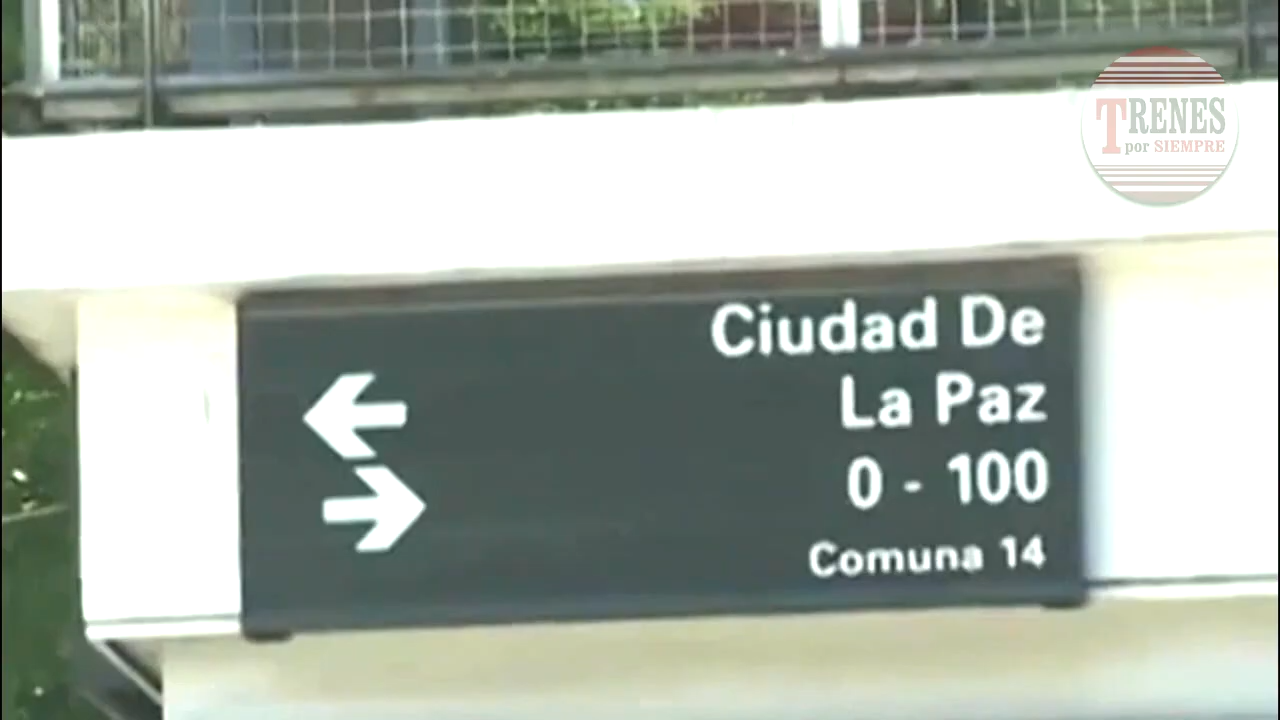 TRENES
por SIEMPRE
Ciudad De
La Paz
0 - 100
Comuna 14